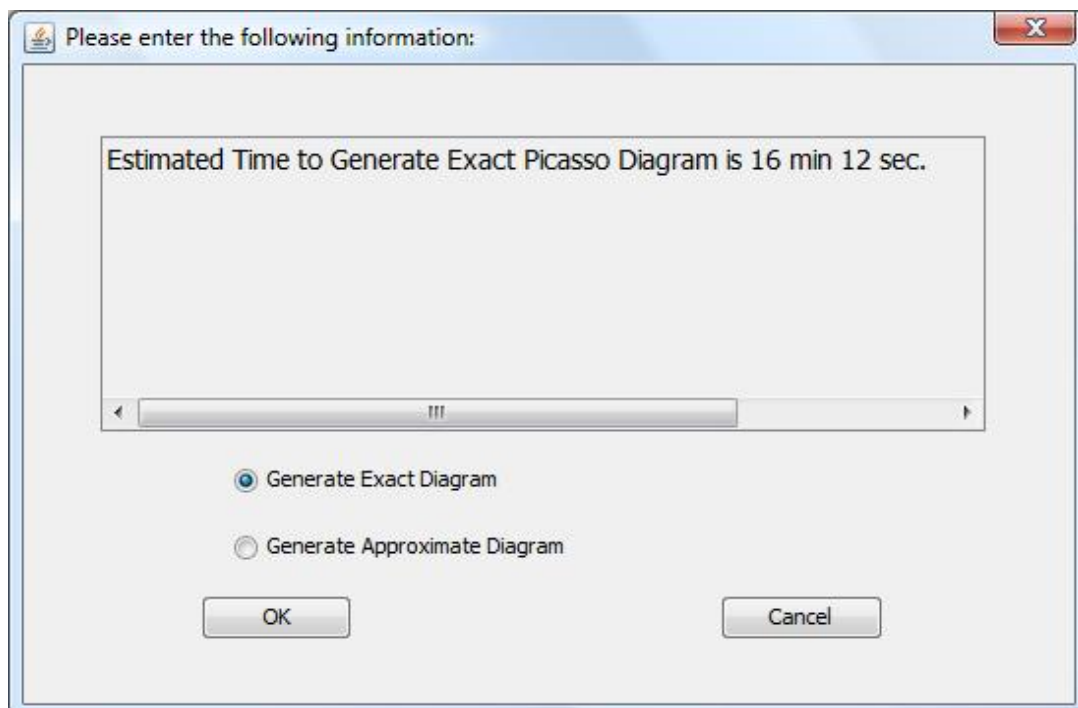 Please enter the following information:
Estimated Time to Generate Exact Picasso Diagram is 16 min 12 sec.
Generate Exact Diagram
Generate Approximate Diagram
OK
Cancel